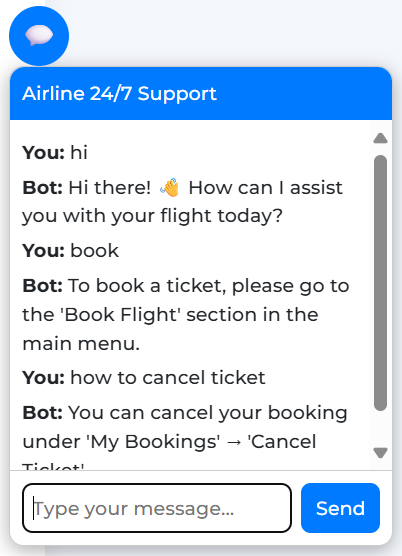 Airline 24/7 Support
You: hi
Bot: Hi there! 👋 How can I assist
you with your flight today?
You: book
Bot: To book a ticket, please go to
the 'Book Flight' section in the
main menu.
You: how to cancel ticket
Bot: You can cancel your booking
under 'My Bookings' → 'Cancel
Ticket'
Type your message...
Send